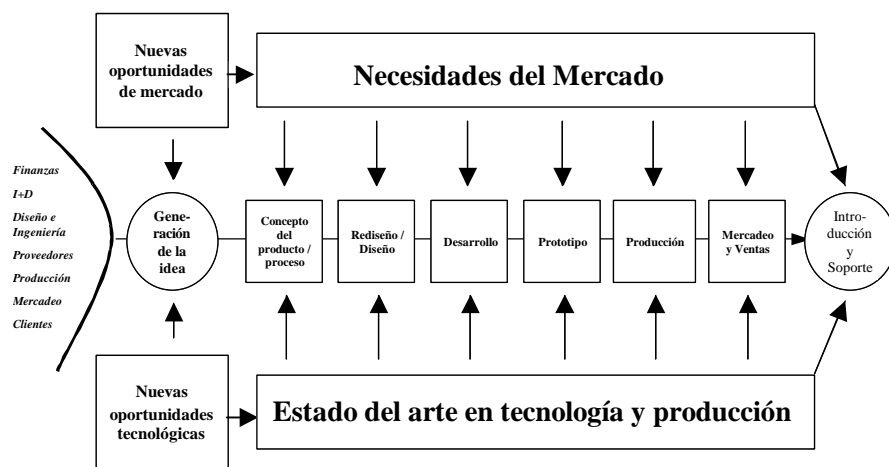 Nuevas
oportunidades
de mercado
Necesidades del Mercado
Finanzas
I+D
Diseño e
Ingeniería
Proveedores
Producción
Mercadeo
Clientes
Gene-
ración
de la
idea
Concepto
del
producto /
proceso
Rediseño /
Diseño
Desarrollo
Prototipo
Producción
Mercadeo
y Ventas
Intro-
ducción
y
Soporte
Nuevas
oportunidades
tecnológicas
Estado del arte en tecnología y producción